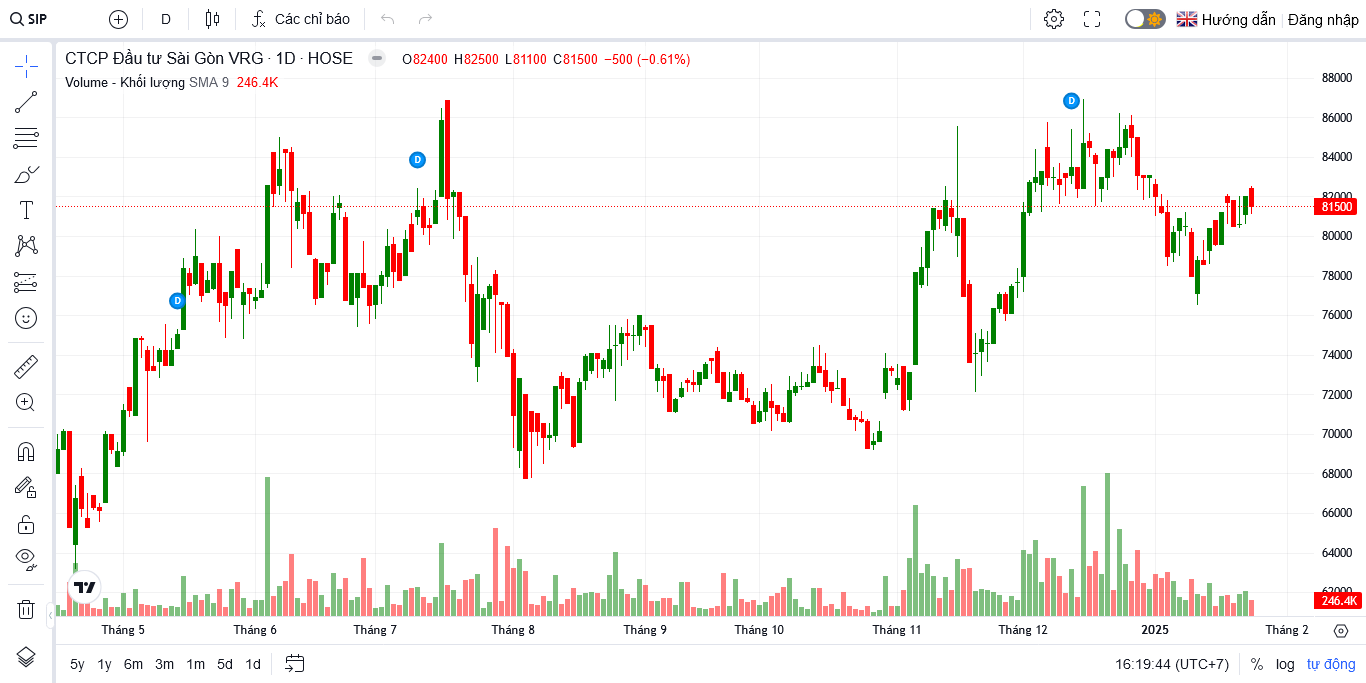 SIP D Các chỉ báo Hướng dẫn Đăng nhập
CTCP Đầu tư Sài Gòn VRG · 1D · HOSE O82400 H82500 L81100 C81500 −500 (−0.61%)
Volume - Khối lượng SMA 9 246.4K
D
D
D
88000
86000
84000
82000
81500
80000
78000
76000
74000
72000
70000
68000
66000
64000
62000
246.4K
Tháng 5 Tháng 6 Tháng 7 Tháng 8 Tháng 9 Tháng 10 Tháng 11 Tháng 12 2025 Tháng 2
5y 1y 6m 3m 1m 5d 1d 16:19:44 (UTC+7) % log tự động